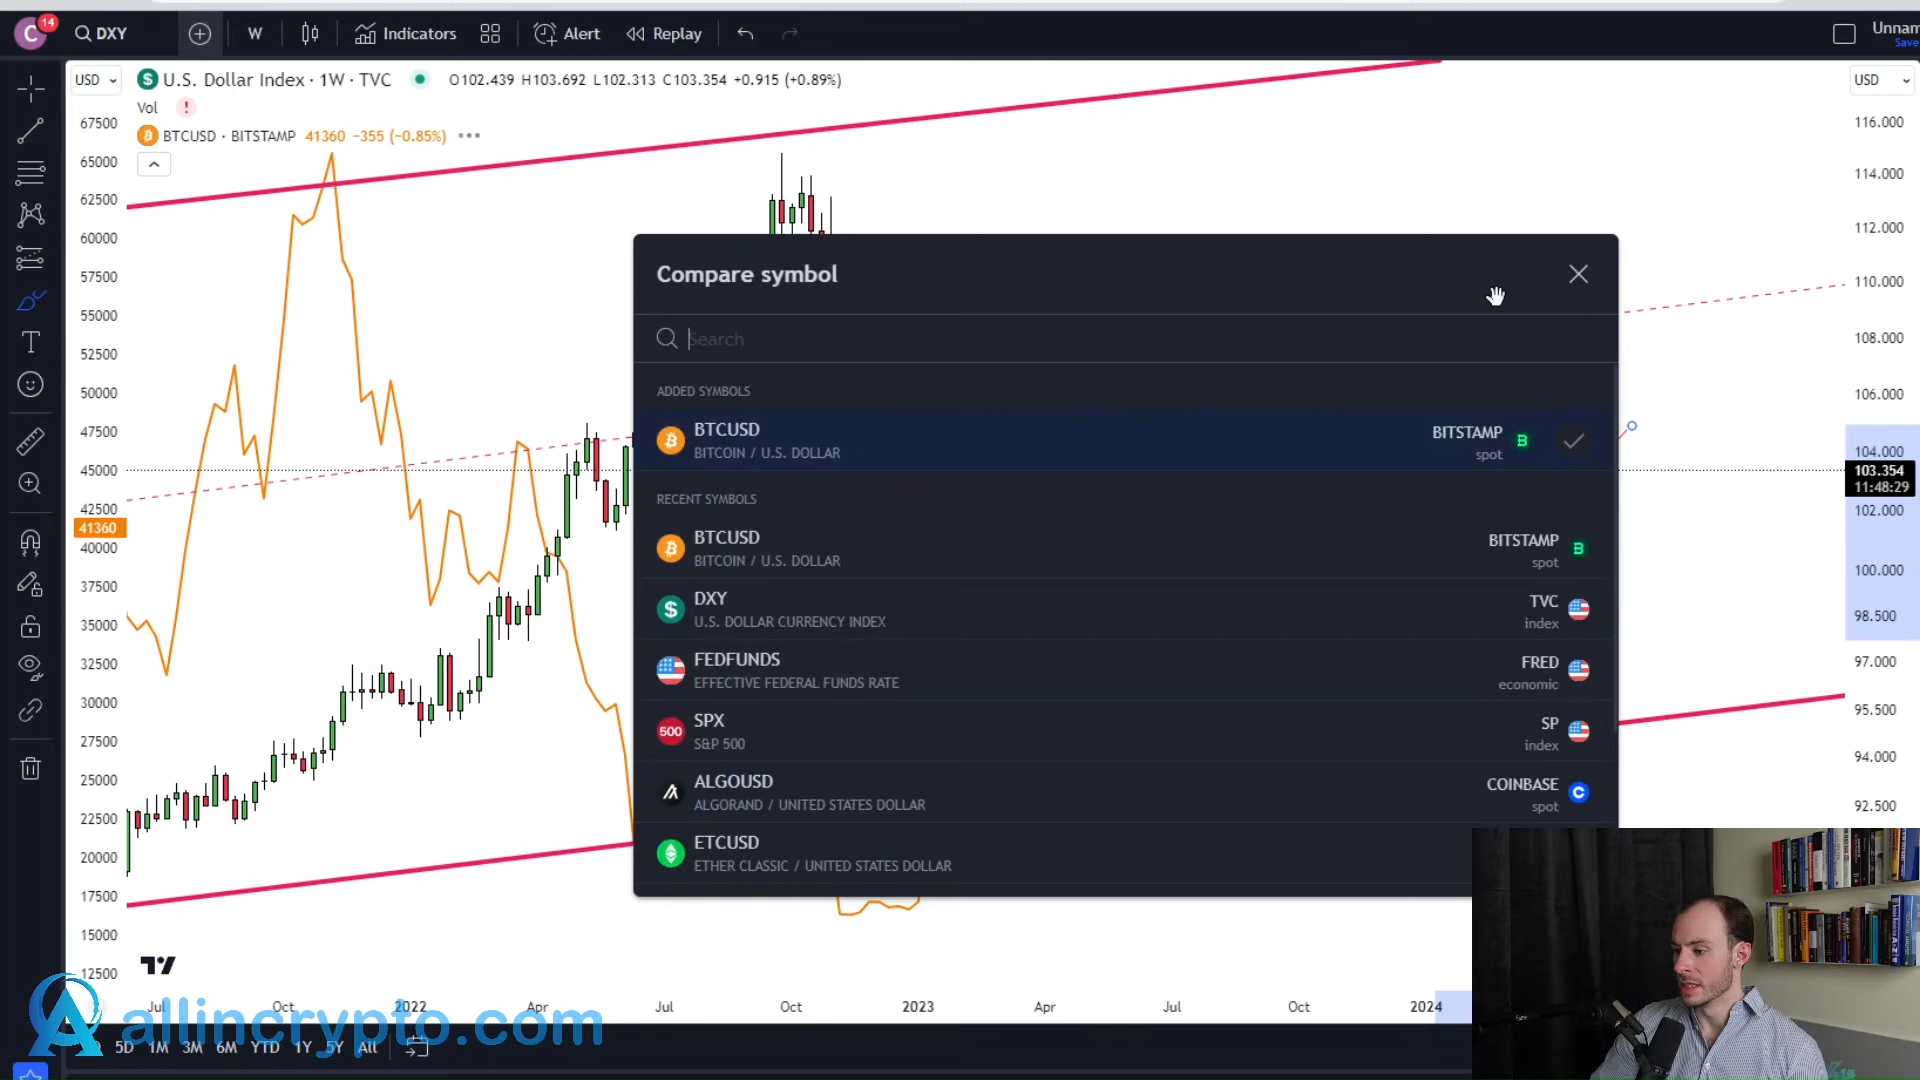 C 14 DXY W Indicators Alert Replay Unnam
Save
USD U.S. Dollar Index · 1W · TVC O102.439 H103.692 L102.313 C103.354 +0.915 (+0.89%) USD
Vol !
BTCUSD · BITSTAMP 41360 −355 (−0.85%)
67500
65000
62500
60000
57500
55000
52500
50000
47500
45000
42500
41360
40000
37500
35000
32500
30000
27500
25000
22500
20000
17500
15000
12500
Compare symbol
Search
ADDED SYMBOLS
BTCUSD BITSTAMP B
BITCOIN / U.S. DOLLAR spot
RECENT SYMBOLS
BTCUSD BITSTAMP B
BITCOIN / U.S. DOLLAR spot
DXY TVC
U.S. DOLLAR CURRENCY INDEX index
FEDFUNDS FRED
EFFECTIVE FEDERAL FUNDS RATE economic
500 SPX SP
S&P 500 index
ALGOUSD COINBASE C
ALGORAND / UNITED STATES DOLLAR spot
ETCUSD
ETHER CLASSIC / UNITED STATES DOLLAR
116.000
114.000
112.000
110.000
108.000
106.000
104.000
103.354
11:48:29
102.000
100.000
98.500
97.000
95.500
94.000
92.500
Jul Oct 2022 Apr Jul Oct 2023 Apr Jul Oct 2024
allincrypto.com
5D 1M 3M 6M YTD 1Y 5Y All